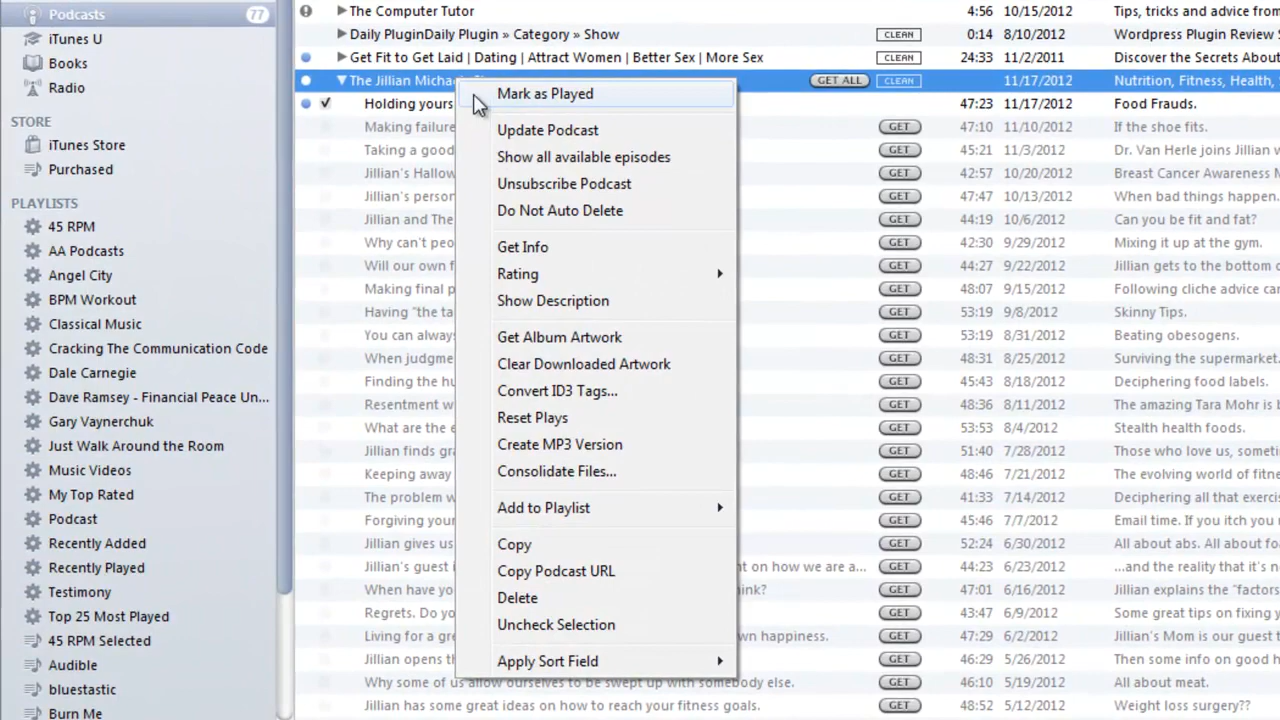 Podcasts 77
iTunes U
Books
Radio
STORE
iTunes Store
Purchased
PLAYLISTS
45 RPM
AA Podcasts
Angel City
BPM Workout
Classical Music
Cracking The Communication Code
Dale Carnegie
Dave Ramsey - Financial Peace Un...
Gary Vaynerchuk
Just Walk Around the Room
Music Videos
My Top Rated
Podcast
Recently Added
Recently Played
Testimony
Top 25 Most Played
45 RPM Selected
Audible
bluestastic
Burn Me
The Computer Tutor 4:56 10/15/2012 Tips, tricks and advice from
Daily PluginDaily Plugin » Category » Show CLEAN 0:14 8/10/2012 Wordpress Plugin Review S
Get Fit to Get Laid | Dating | Attract Women | Better Sex | More Sex CLEAN 24:33 11/2/2011 Discover the Secrets About
The Jillian Micha GET ALL CLEAN 11/17/2012 Nutrition, Fitness, Health,
Holding yours 47:23 11/17/2012 Food Frauds.
Making failure GET 47:10 11/10/2012 If the shoe fits.
Taking a good GET 45:21 11/3/2012 Dr. Van Herle joins Jillian
Jillian's Hallow GET 42:57 10/20/2012 Breast Cancer Awareness M
Jillian's person GET 47:47 10/13/2012 When bad things happen.
Jillian and The GET 44:19 10/6/2012 Can you be fit and fat?
Why can't peo GET 42:30 9/29/2012 Mixing it up at the gym.
Will our own f GET 44:27 9/22/2012 Jillian gets to the bottom o
Making final p GET 48:07 9/15/2012 Following cliche advice can
Having "the ta GET 53:19 9/8/2012 Skinny Tips.
You can always GET 53:19 8/31/2012 Beating obesogens.
When judgme GET 48:31 8/25/2012 Surviving the supermarket.
Finding the hu GET 45:43 8/18/2012 Deciphering food labels.
Resentment w GET 48:36 8/11/2012 The amazing Tara Mohr is b
What are the e GET 53:53 8/4/2012 Stealth health foods.
Jillian finds gr GET 51:40 7/28/2012 Those who love us, someti
Keeping away GET 48:46 7/21/2012 The evolving world of fitne
The problem w GET 41:33 7/14/2012 Deciphering all that exercis
Forgiving your GET 45:46 7/7/2012 Email time. If you itch you r
Jillian gives us GET 52:24 6/30/2012 All about abs. All about foa
Jillian's guest t on how we are a... GET 44:23 6/23/2012 ...and the reality that it's n
When have yo ink? GET 47:01 6/16/2012 Jillian explains the "factors
Regrets. Do yo GET 43:47 6/9/2012 Some great tips on fixing y
Living for a gre wn happiness. GET 47:29 6/2/2012 Jillian's Mom is our guest t
Jillian opens th GET 46:29 5/26/2012 Then some info on good h
Why some of us allow ourselves to be swept up with somebody else. GET 46:10 5/19/2012 All about meat.
Jillian has some great ideas on how to reach your fitness goals. GET 48:52 5/12/2012 Weight loss surgery??
Mark as Played
Update Podcast
Show all available episodes
Unsubscribe Podcast
Do Not Auto Delete
Get Info
Rating
Show Description
Get Album Artwork
Clear Downloaded Artwork
Convert ID3 Tags...
Reset Plays
Create MP3 Version
Consolidate Files...
Add to Playlist
Copy
Copy Podcast URL
Delete
Uncheck Selection
Apply Sort Field